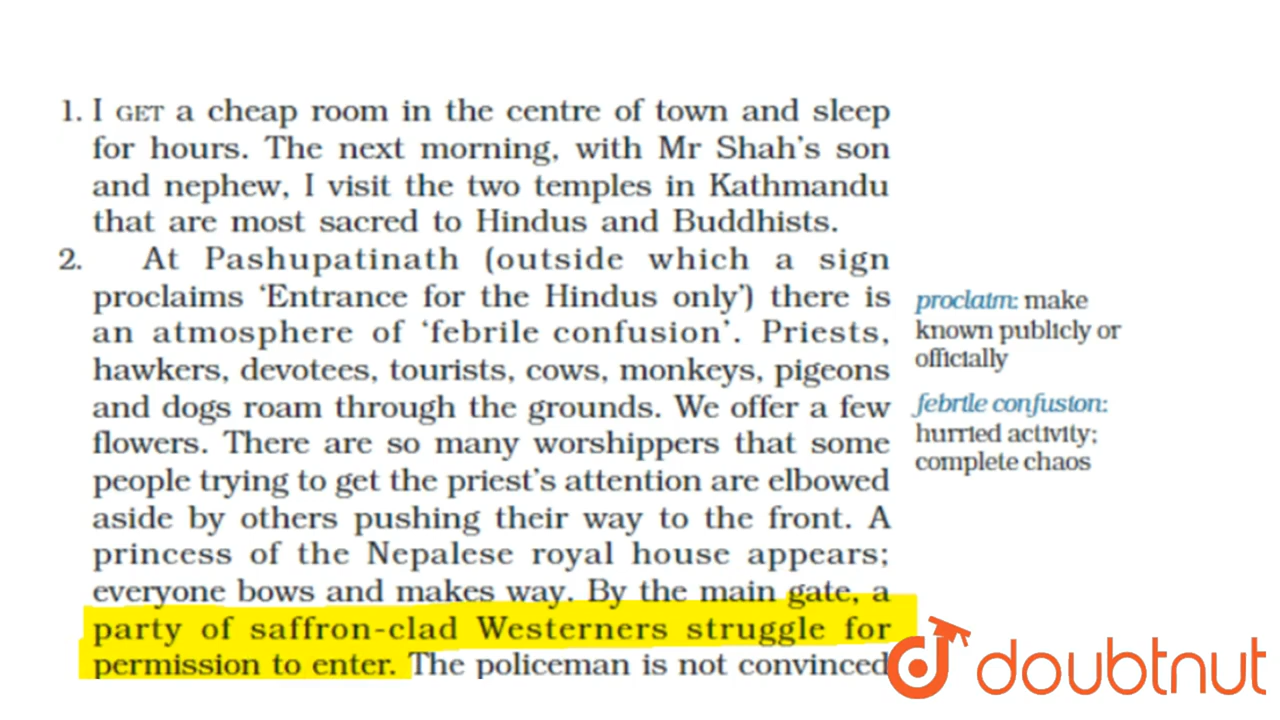 1. I GET a cheap room in the centre of town and sleep
for hours. The next morning, with Mr Shah's son
and nephew, I visit the two temples in Kathmandu
that are most sacred to Hindus and Buddhists.
2. At Pashupatinath (outside which a sign
proclaims ‘Entrance for the Hindus only’) there is
an atmosphere of ‘febrile confusion’. Priests,
hawkers, devotees, tourists, cows, monkeys, pigeons
and dogs roam through the grounds. We offer a few
flowers. There are so many worshippers that some
people trying to get the priest's attention are elbowed
aside by others pushing their way to the front. A
princess of the Nepalese royal house appears;
everyone bows and makes way. By the main gate, a
party of saffron-clad Westerners struggle for
permission to enter. The policeman is not convinced
proclaim: make
known publicly or
officially
febrile confusion:
hurried activity;
complete chaos
doubtnut